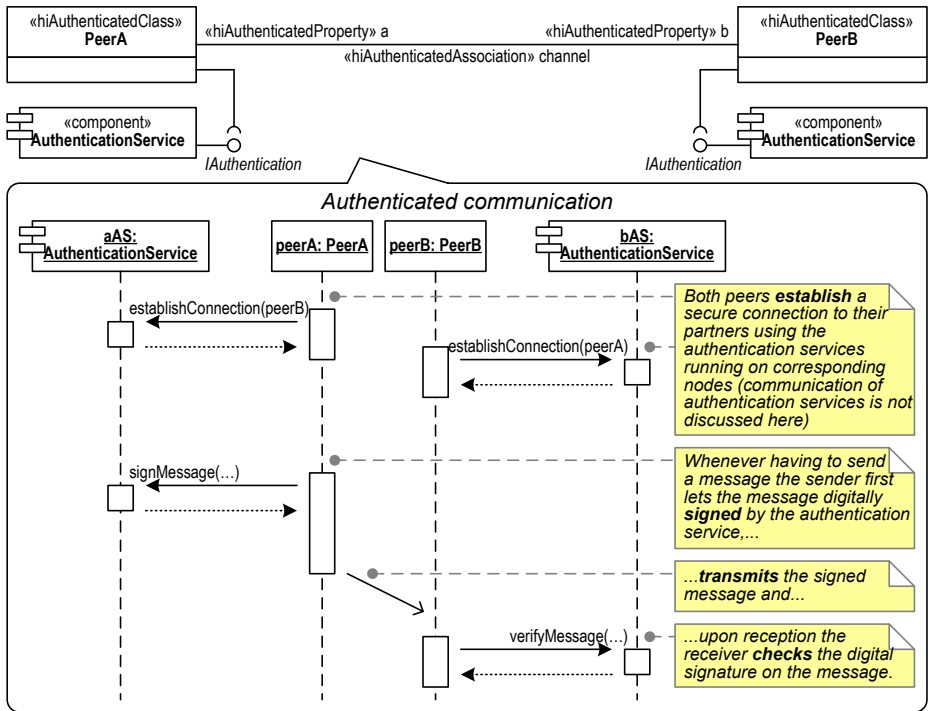 «hiAuthenticatedClass»
PeerA
«hiAuthenticatedProperty» a
«hiAuthenticatedProperty» b
«hiAuthenticatedAssociation» channel
«hiAuthenticatedClass»
PeerB
«component»
AuthenticationService
IAuthentication
«component»
AuthenticationService
IAuthentication
Authenticated communication
aAS:
AuthenticationService
peerA: PeerA
peerB: PeerB
bAS:
AuthenticationService
establishConnection(peerB)
establishConnection(peerA)
Both peers establish a
secure connection to their
partners using the
authentication services
running on corresponding
nodes (communication of
authentication services is not
discussed here)
signMessage(…)
Whenever having to send
a message the sender first
lets the message digitally
signed by the authentication
service,...
...transmits the signed
message and...
verifyMessage(…)
...upon reception the
receiver checks the digital
signature on the message.